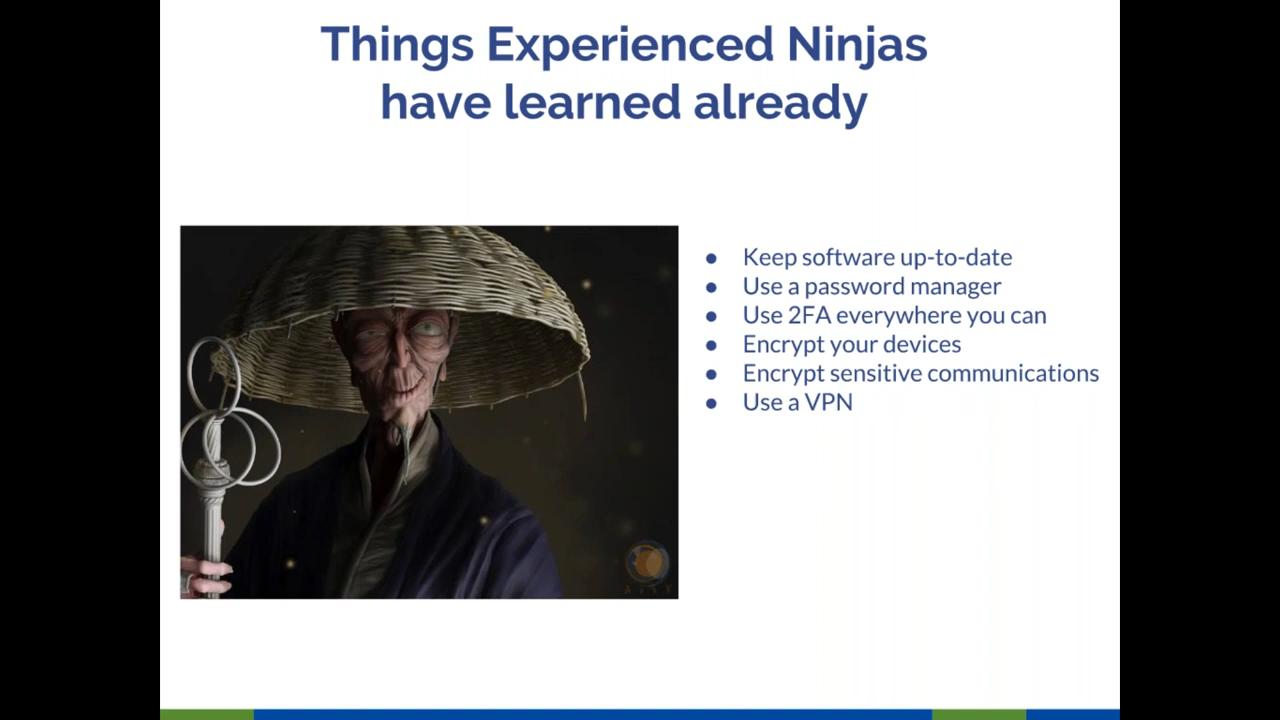 Things Experienced Ninjas
have learned already
● Keep software up-to-date
● Use a password manager
● Use 2FA everywhere you can
● Encrypt your devices
● Encrypt sensitive communications
● Use a VPN